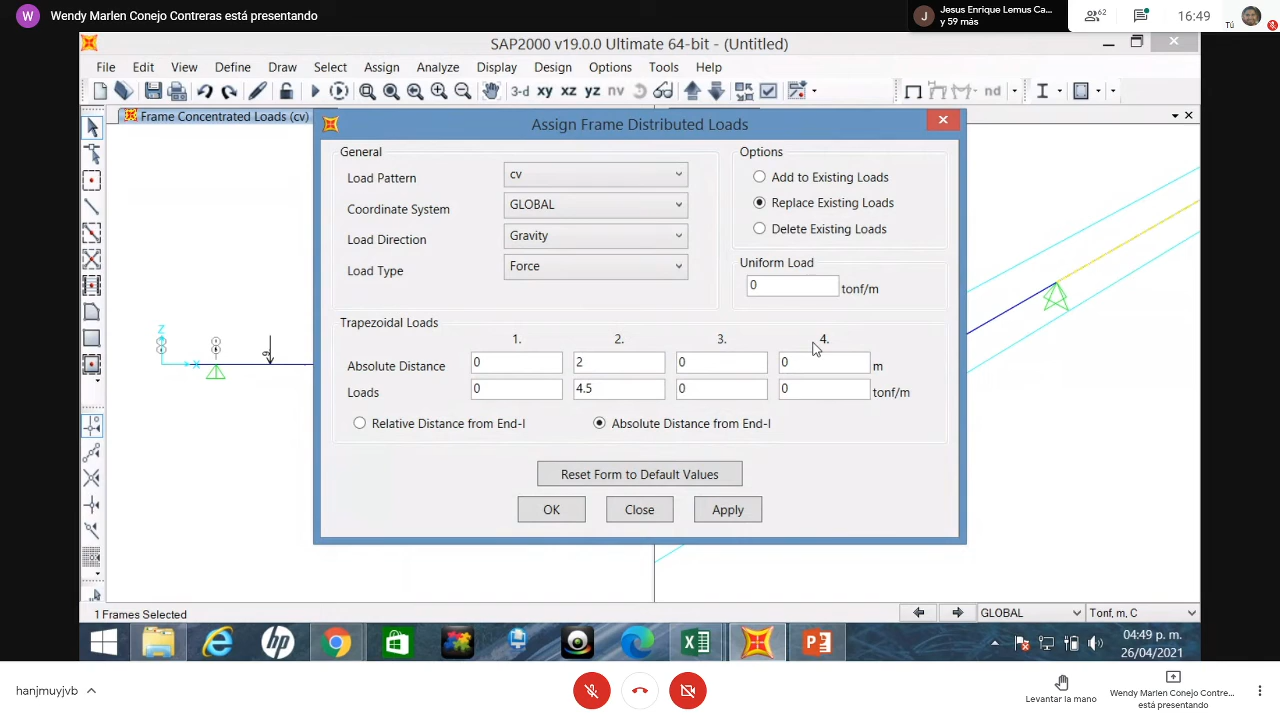 W Wendy Marlen Conejo Contreras está presentando
J Jesus Enrique Lemus Ca...
y 59 más
62
16:49
Tú
SAP2000 v19.0.0 Ultimate 64-bit - (Untitled)
File Edit View Define Draw Select Assign Analyze Display Design Options Tools Help
3-d xy xz yz nv nd
Frame Concentrated Loads (cv)
Assign Frame Distributed Loads
General
Load Pattern cv
Coordinate System GLOBAL
Load Direction Gravity
Load Type Force
Options
Add to Existing Loads
Replace Existing Loads
Delete Existing Loads
Uniform Load
0 tonf/m
Trapezoidal Loads
1. 2. 3. 4.
Absolute Distance 0 2 0 0 m
Loads 0 4.5 0 0 tonf/m
Relative Distance from End-I Absolute Distance from End-I
Reset Form to Default Values
OK Close Apply
Z
X
1 Frames Selected
GLOBAL Tonf, m, C
04:49 p. m.
26/04/2021
hanjmuyjvb
Levantar la mano
Wendy Marlen Conejo Contre...
está presentando